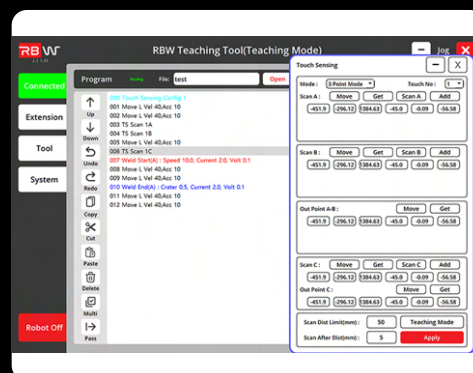 RBW
2.1 1.0
RBW Teaching Tool(Teaching Mode)
Jog X
Connected
Extension
Tool
System
Robot Off
Program
Analog
File: test
Open
Up
Down
Undo
Redo
Copy
Cut
Paste
Delete
Multi
Pass
000 Touch Sensing Config 1
001 Move L Vel 40,Acc 10
002 Move L Vel 40,Acc 10
003 TS Scan 1A
004 TS Scan 1B
005 Move L Vel 40,Acc 10
006 TS Scan 1C
007 Weld Start(A) : Speed 10.0, Current 2.0, Volt 0.1
008 Move L Vel 40,Acc 10
009 Move L Vel 40,Acc 10
010 Weld End(A) : Crater 0.5, Current 2.0, Volt 0.1
011 Move L Vel 40,Acc 10
012 Move L Vel 40,Acc 10
Touch Sensing X
Mode : 3 Point Mode Touch No : 1
Scan A : Move Get Scan A Add
-451.9 -296.12 1384.63 -45.0 -0.09 -56.58
Scan B : Move Get Scan B Add
-451.9 -296.12 1384.63 -45.0 -0.09 -56.58
Out Point A-B : Move Get
-451.9 -296.12 1384.63 -45.0 -0.09 -56.58
Scan C : Move Get Scan C Add
-451.9 -296.12 1384.63 -45.0 -0.09 -56.58
Out Point C : Move Get
-451.9 -296.12 1384.63 -45.0 -0.09 -56.58
Scan Dist Limit(mm) : 50 Teaching Mode
Scan After Dist(mm) : 5 Apply